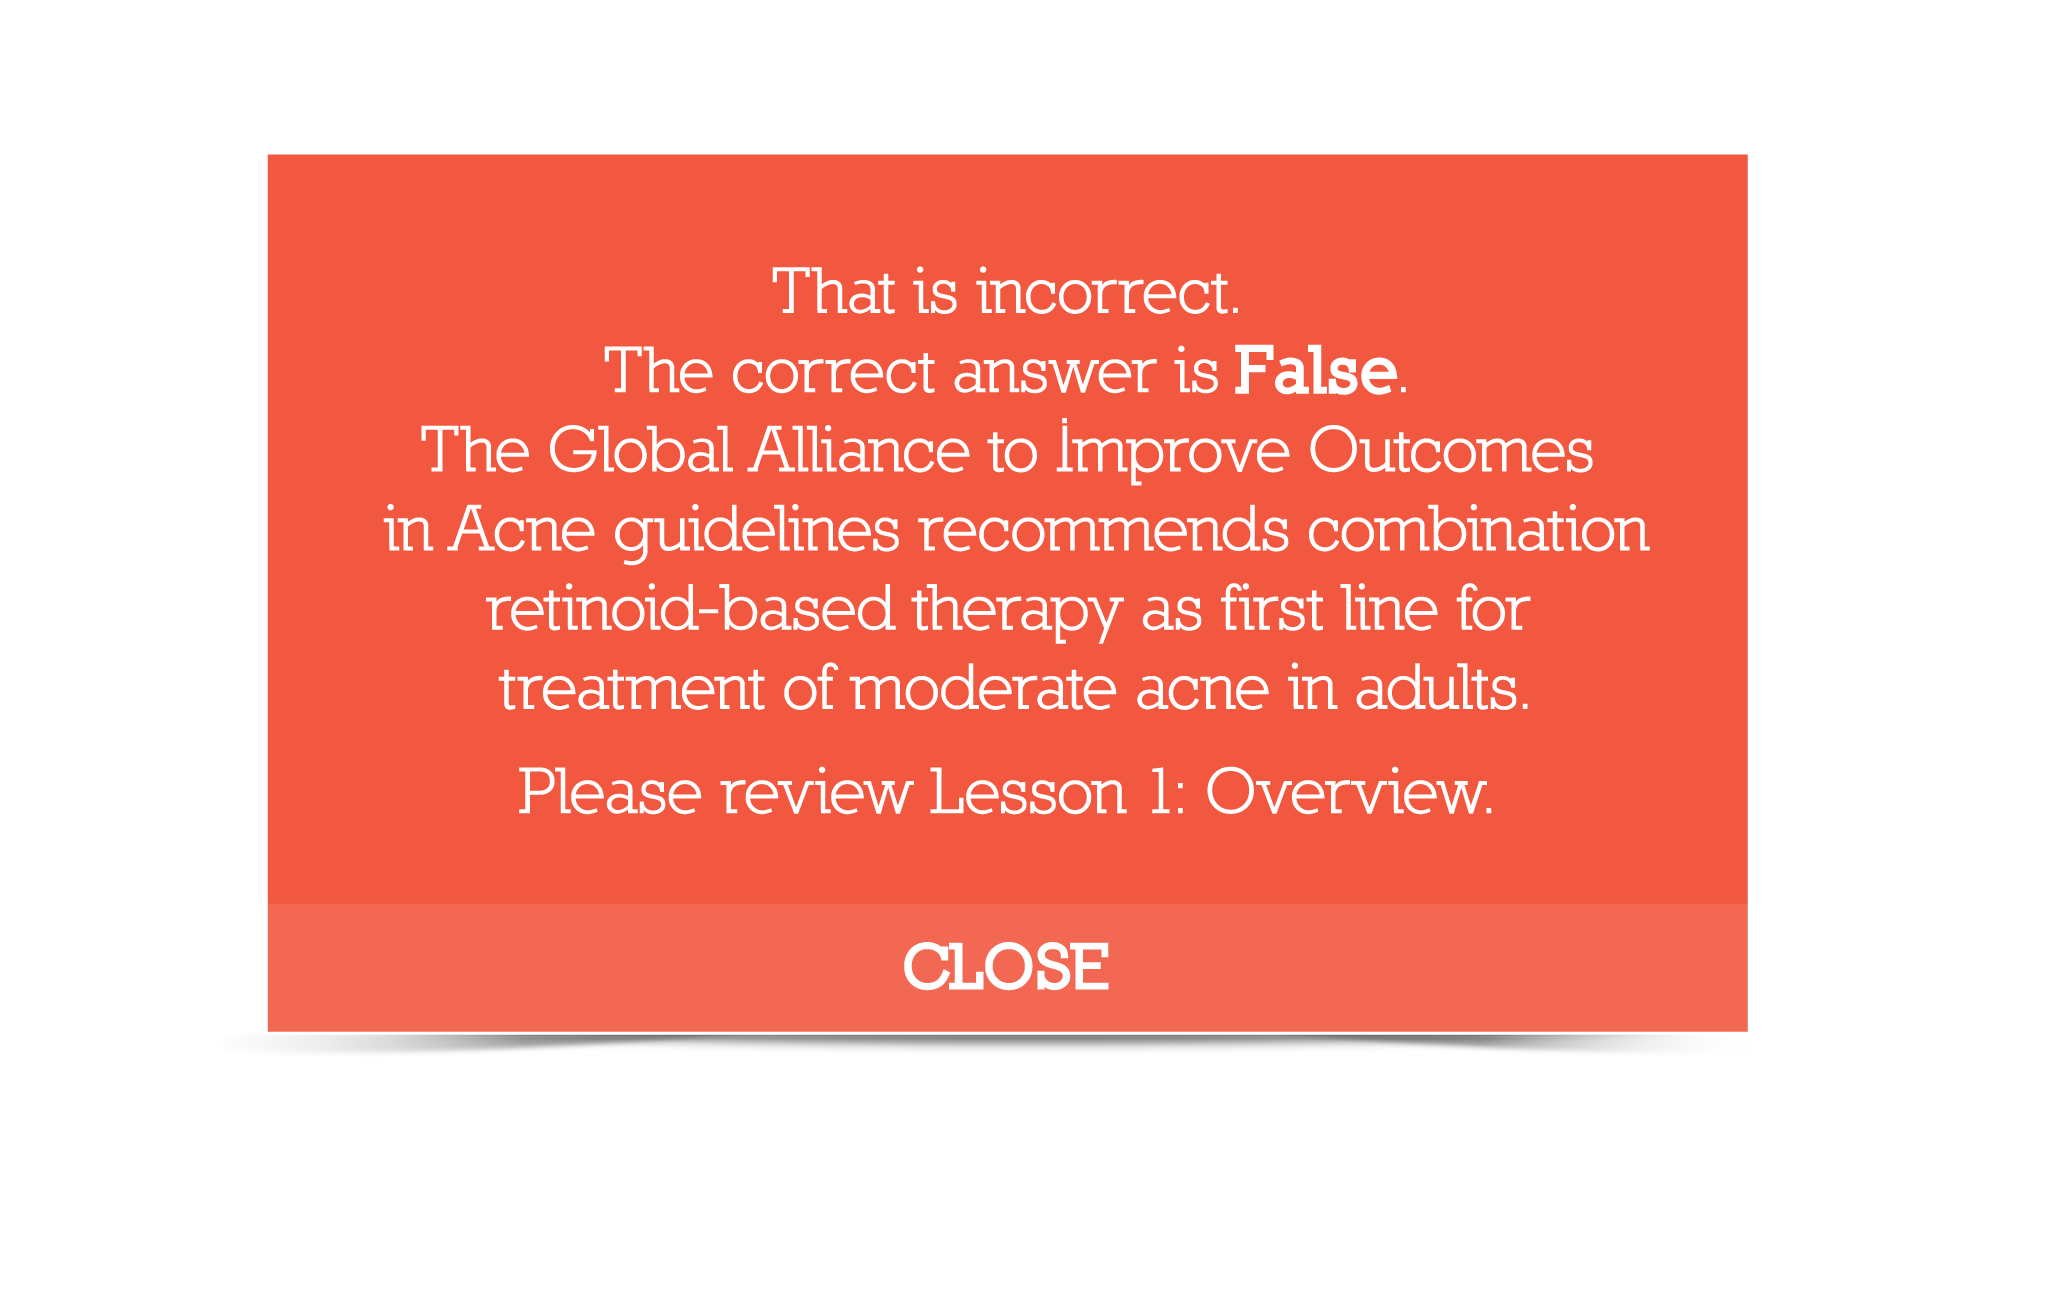 That is incorrect.
The correct answer is False.
The Global Alliance to İmprove Outcomes
in Acne guidelines recommends combination
retinoid-based therapy as first line for
treatment of moderate acne in adults.
Please review Lesson 1: Overview.
CLOSE